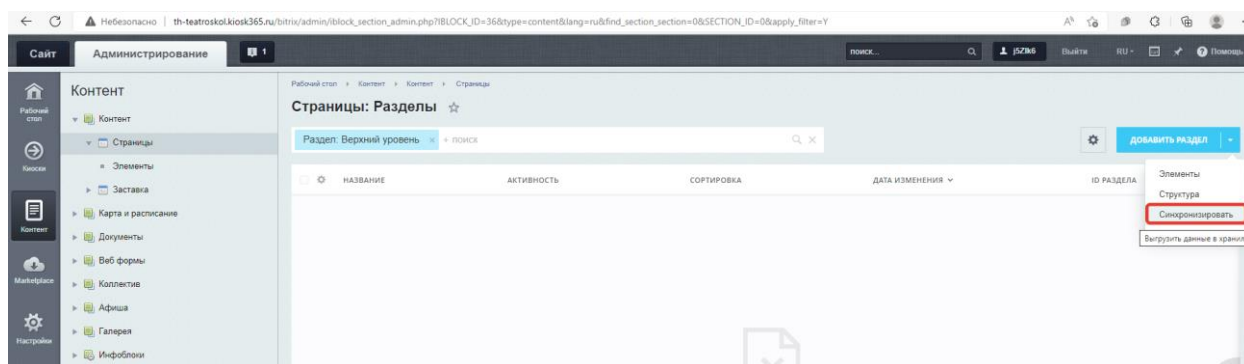 Небезопасно | th-teatroskol.kiosk365.ru/bitrix/admin/iblock_section_admin.php?IBLOCK_ID=36&type=content&lang=ru&find_section_section=0&SECTION_ID=0&apply_filter=Y
Сайт Администрирование 1 поиск... j5Zlk6 Выйти RU Помощь
Рабочий стол
Киоски
Контент
Marketplace
Настройки
Контент
Контент
Страницы
Элементы
Заставка
Карта и расписание
Документы
Веб формы
Коллектив
Афиша
Галерея
Инфоблоки
Рабочий стол Контент Контент Страницы
Страницы: Разделы
Раздел: Верхний уровень × + поиск
ДОБАВИТЬ РАЗДЕЛ
НАЗВАНИЕ АКТИВНОСТЬ СОРТИРОВКА ДАТА ИЗМЕНЕНИЯ ID РАЗДЕЛА
Элементы
Структура
Синхронизировать
Выгрузить данные в хранил